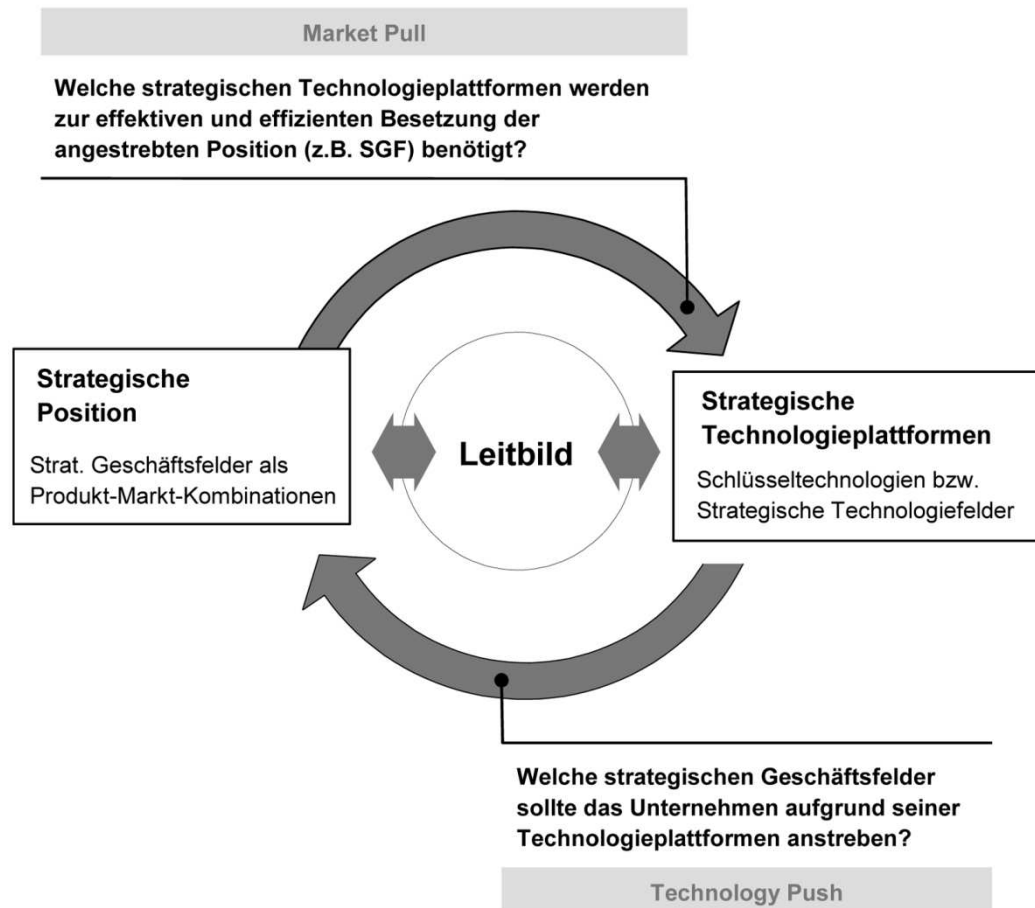 Market Pull
Welche strategischen Technologieplattformen werden
zur effektiven und effizienten Besetzung der
angestrebten Position (z.B. SGF) benötigt?
Strategische
Position
Strat. Geschäftsfelder als
Produkt-Markt-Kombinationen
Leitbild
Strategische
Technologieplattformen
Schlüsseltechnologien bzw.
Strategische Technologiefelder
Welche strategischen Geschäftsfelder
sollte das Unternehmen aufgrund seiner
Technologieplattformen anstreben?
Technology Push